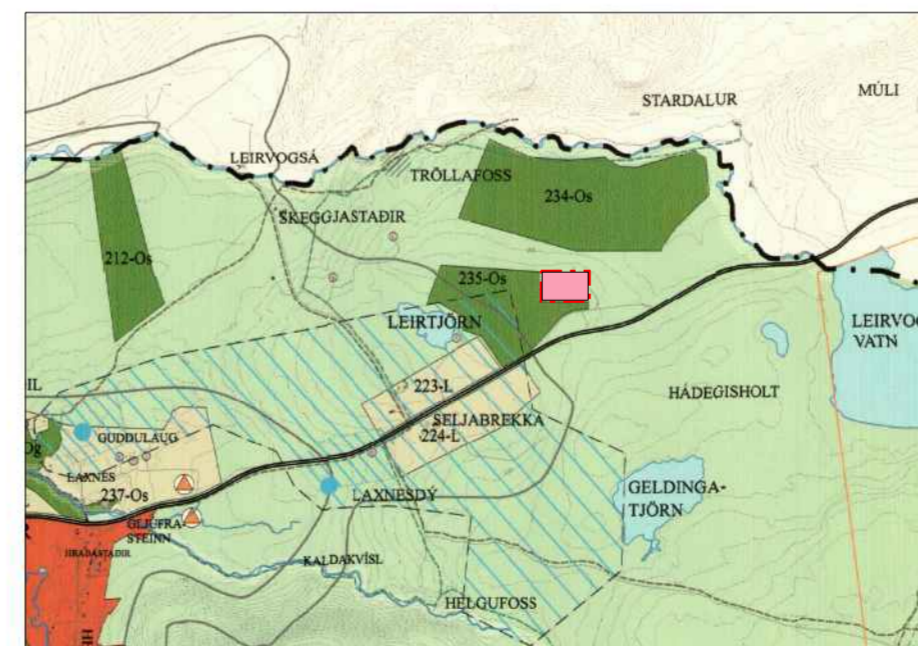 STARDALUR
MÚLI
LEIRVOGSÁ
TRÖLLAFOSS
234-Os
SKEGGJASTAÐIR
212-Os
235-Os
LEIRTJÖRN
LEIRVOG
VATN
223-L
HÁDEGISHOLT
SELJABREKKA
224-L
GUDDULAUG
LAXNES
237-Os
LAXNESDÝ
GELDINGA-
TJÖRN
GLJÚFRA-
STEINN
HRAÐASTAÐIR
KALDAKVÍSL
HELGUFOSS